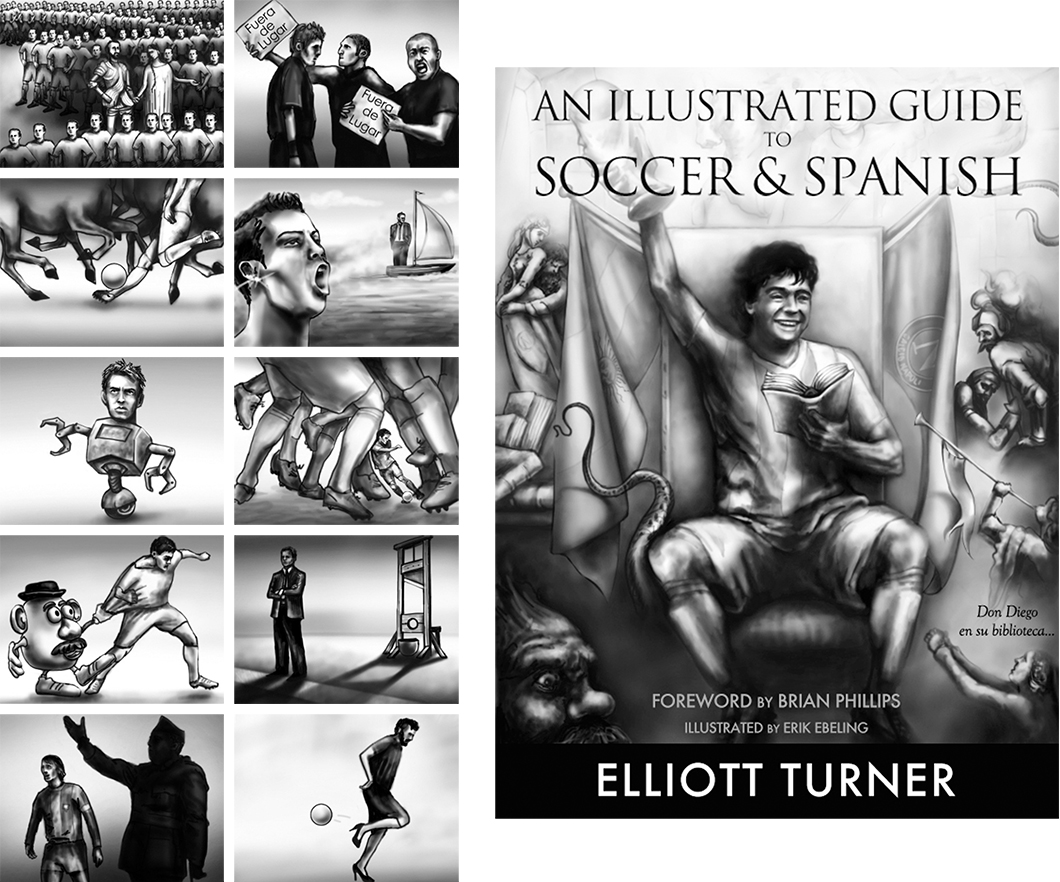 Fuera
de
Lugar
Fuera
de
Lugar
AN ILLUSTRATED GUIDE
TO
SOCCER & SPANISH
Don Diego
en su biblioteca...
FOREWORD BY BRIAN PHILLIPS
ILLUSTRATED BY ERIK EBELING
ELLIOTT TURNER